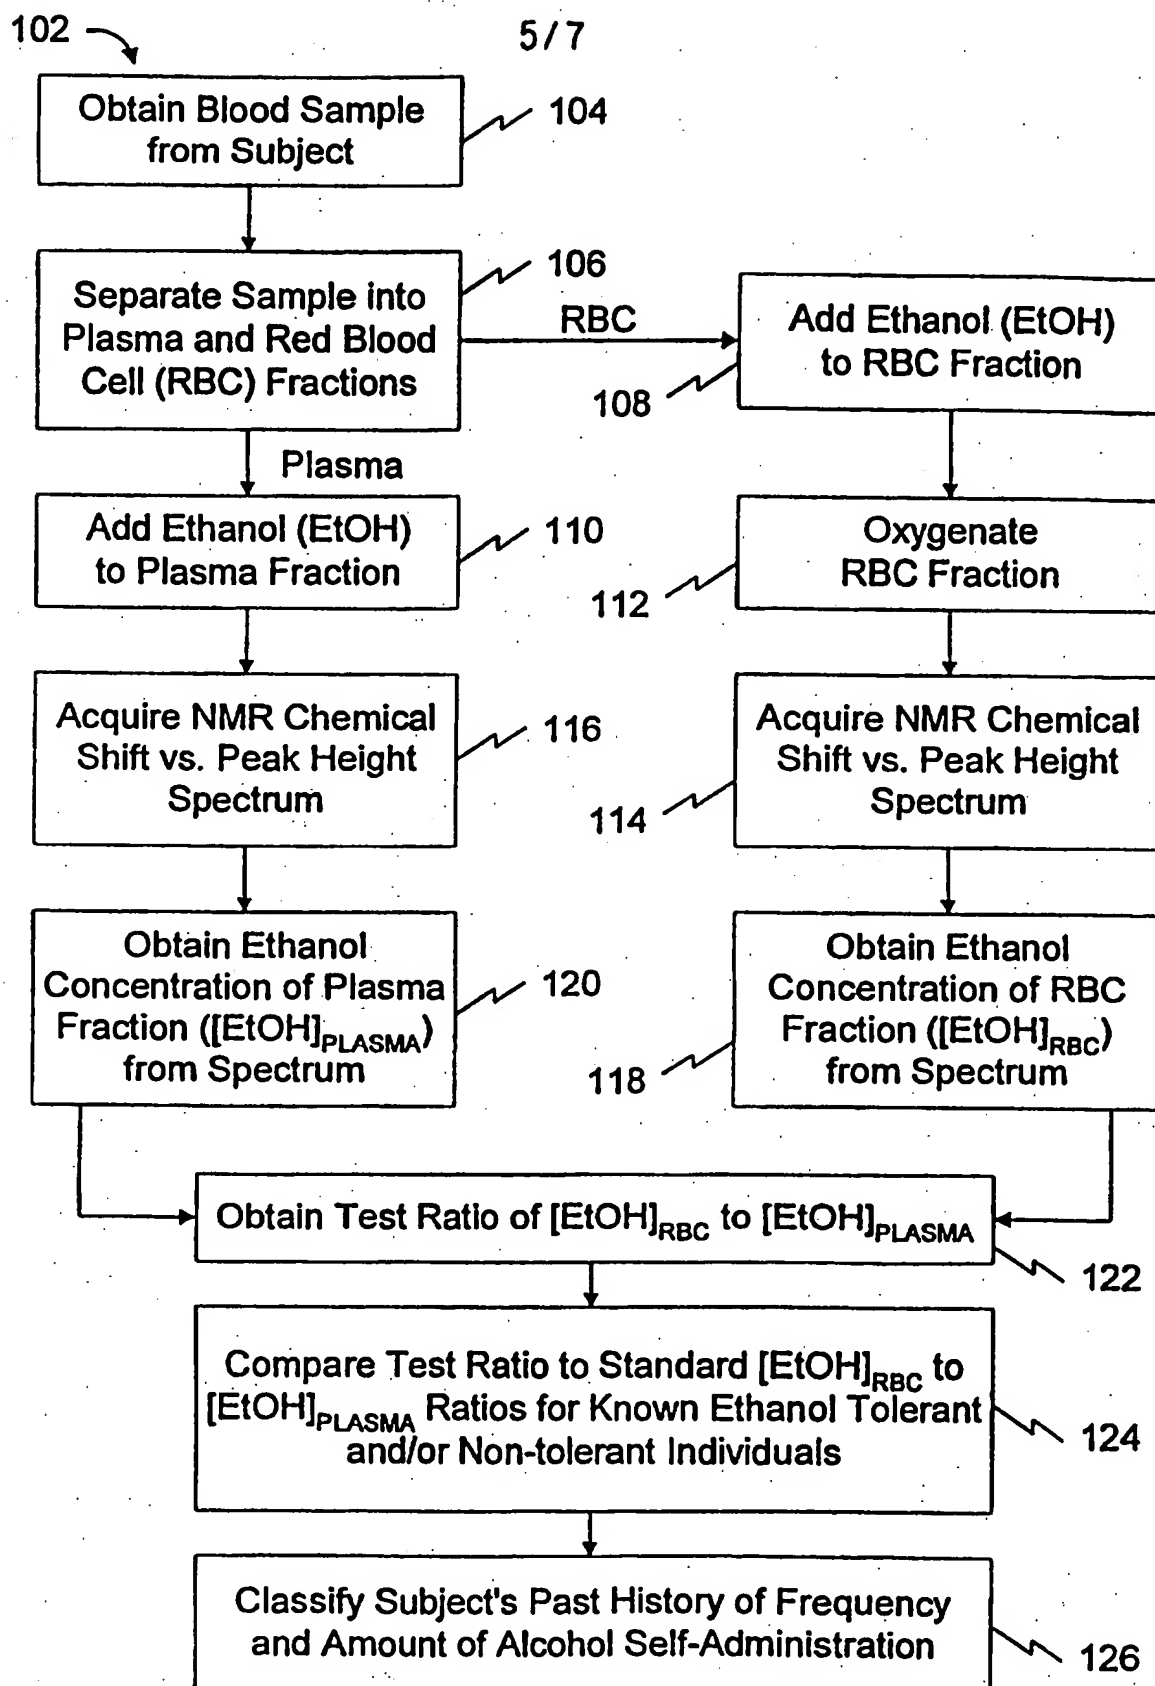 102
5/7
Obtain Blood Sample
from Subject
104
Separate Sample into
Plasma and Red Blood
Cell (RBC) Fractions
106
RBC
Add Ethanol (EtOH)
to RBC Fraction
108
Plasma
Add Ethanol (EtOH)
to Plasma Fraction
110
Oxygenate
RBC Fraction
112
Acquire NMR Chemical
Shift vs. Peak Height
Spectrum
116
Acquire NMR Chemical
Shift vs. Peak Height
Spectrum
114
Obtain Ethanol
Concentration of Plasma
Fraction ([EtOH]PLASMA)
from Spectrum
120
Obtain Ethanol
Concentration of RBC
Fraction ([EtOH]RBC)
from Spectrum
118
Obtain Test Ratio of [EtOH]RBC to [EtOH]PLASMA
122
Compare Test Ratio to Standard [EtOH]RBC to
[EtOH]PLASMA Ratios for Known Ethanol Tolerant
and/or Non-tolerant Individuals
124
Classify Subject's Past History of Frequency
and Amount of Alcohol Self-Administration
126